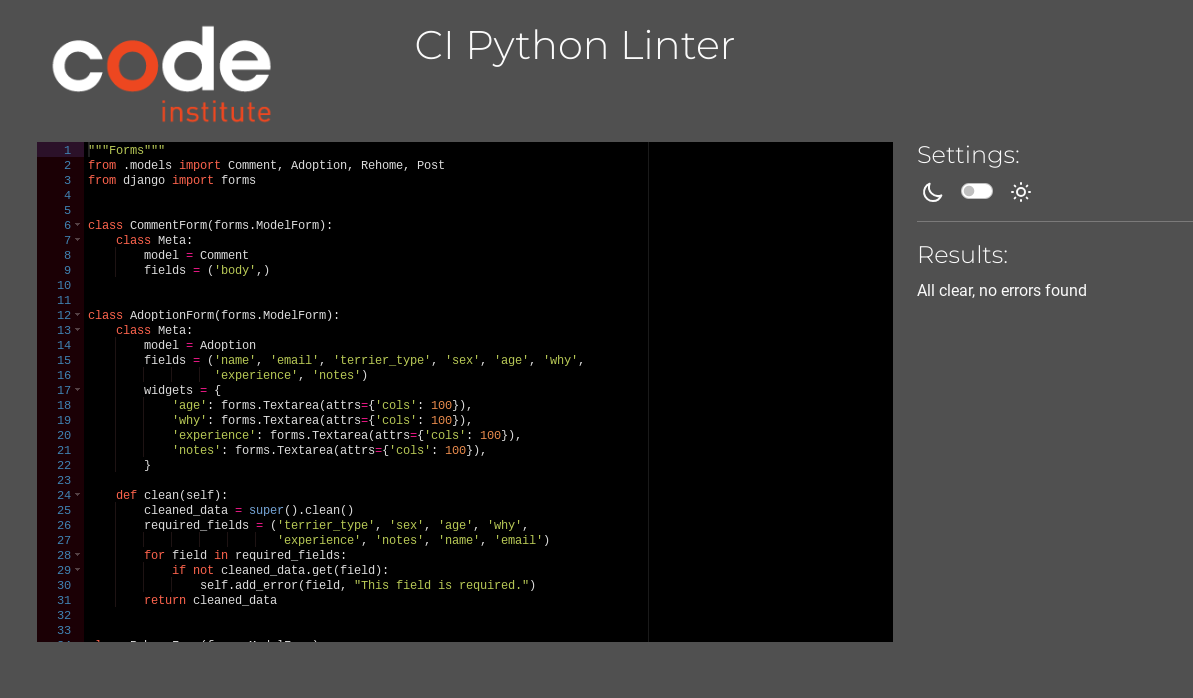 code
institute
CI Python Linter
1 """Forms"""
2 from .models import Comment, Adoption, Rehome, Post
3 from django import forms
4
5
6 class CommentForm(forms.ModelForm):
7     class Meta:
8         model = Comment
9         fields = ('body',)
10
11
12 class AdoptionForm(forms.ModelForm):
13     class Meta:
14         model = Adoption
15         fields = ('name', 'email', 'terrier_type', 'sex', 'age', 'why',
16                   'experience', 'notes')
17         widgets = {
18             'age': forms.Textarea(attrs={'cols': 100}),
19             'why': forms.Textarea(attrs={'cols': 100}),
20             'experience': forms.Textarea(attrs={'cols': 100}),
21             'notes': forms.Textarea(attrs={'cols': 100}),
22         }
23
24     def clean(self):
25         cleaned_data = super().clean()
26         required_fields = ('terrier_type', 'sex', 'age', 'why',
27                            'experience', 'notes', 'name', 'email')
28         for field in required_fields:
29             if not cleaned_data.get(field):
30                 self.add_error(field, "This field is required.")
31         return cleaned_data
32
33
Settings:
Results:
All clear, no errors found